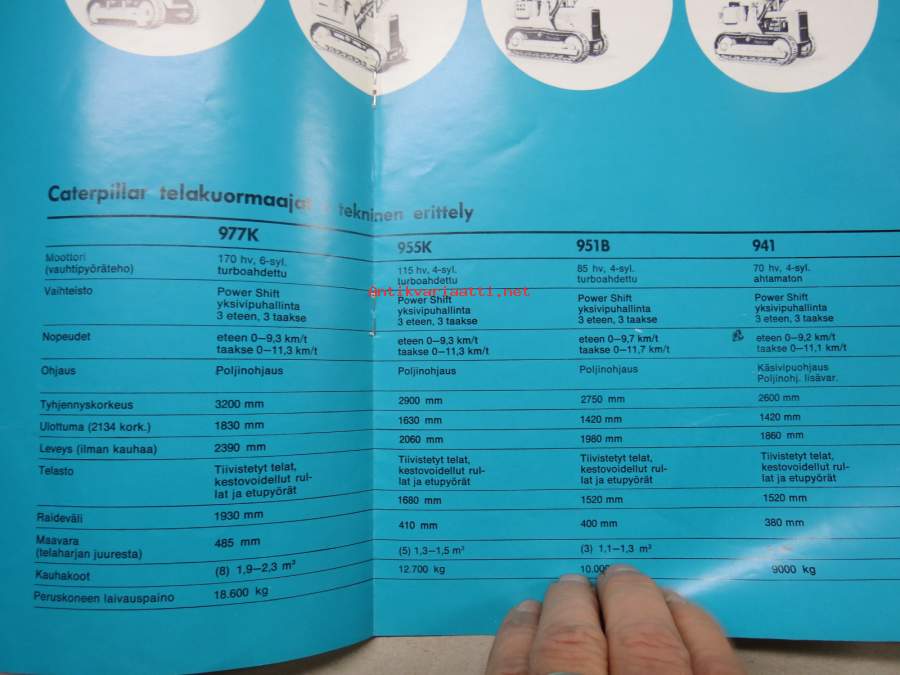 Caterpillar telakuormaajat tekninen erittely
977K 955K 951B 941
Moottori
(vauhtipyöräteho)
170 hv, 6-syl.
turboahdettu
115 hv, 4-syl.
turboahdettu
85 hv, 4-syl.
turboahdettu
70 hv, 4-syl.
ahtamaton
antikvariaatti.net
Vaihteisto
Power Shift
yksivipuhallinta
3 eteen, 3 taakse
Power Shift
yksivipuhallinta
3 eteen, 3 taakse
Power Shift
yksivipuhallinta
3 eteen, 3 taakse
Power Shift
yksivipuhallinta
3 eteen, 3 taakse
Nopeudet
eteen 0—9,3 km/t
taakse 0—11,3 km/t
eteen 0—9,3 km/t
taakse 0—11,3 km/t
eteen 0—9,7 km/t
taakse 0—11,7 km/t
eteen 0—9,2 km/t
taakse 0—11,1 km/t
Ohjaus
Poljinohjaus
Poljinohjaus
Poljinohjaus
Käsivipuohjaus
Poljinohj. lisävar.
Tyhjennyskorkeus 3200 mm 2900 mm 2750 mm 2600 mm
Ulottuma (2134 kork.) 1830 mm 1630 mm 1420 mm 1420 mm
Leveys (ilman kauhaa) 2390 mm 2060 mm 1980 mm 1860 mm
Telasto
Tiivistetyt telat,
kestovoidellut rul-
lat ja etupyörät
Tiivistetyt telat,
kestovoidellut rul-
lat ja etupyörät
Tiivistetyt telat,
kestovoidellut rul-
lat ja etupyörät
Tiivistetyt telat,
kestovoidellut rul-
lat ja etupyörät
Raideväli 1930 mm 1680 mm 1520 mm 1520 mm
Maavara
(telaharjan juuresta)
485 mm 410 mm 400 mm 380 mm
Kauhakoot (8) 1,9—2,3 m³ (5) 1,3—1,5 m³ (3) 1,1—1,3 m³
Peruskoneen laivauspaino 18.600 kg 12.700 kg 10.000 9000 kg